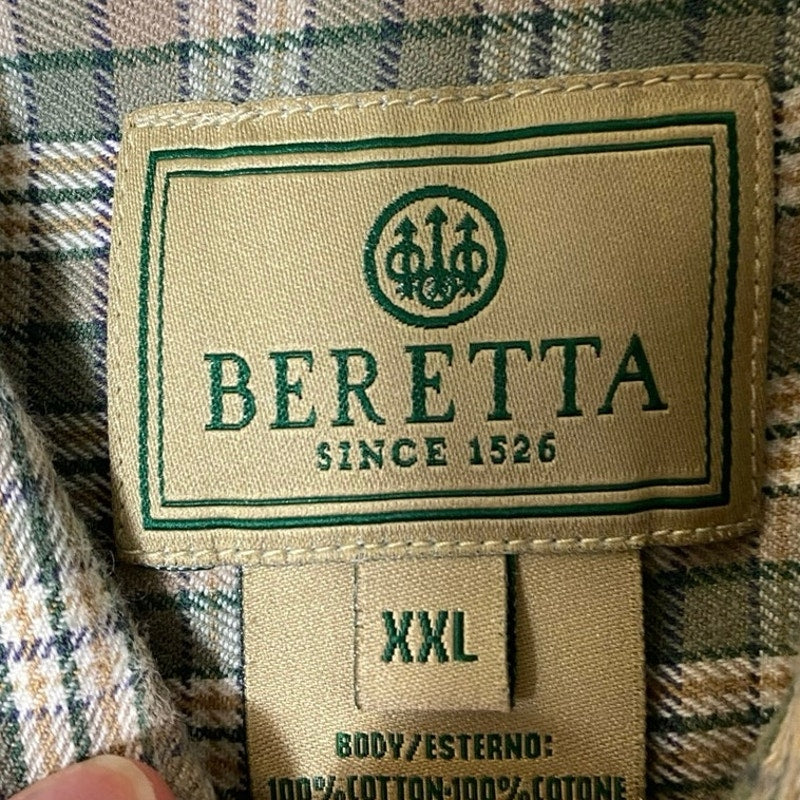 BERETTA
SINCE 1526
XXL
BODY/ESTERNO:
100%COTTON-100%COTONE